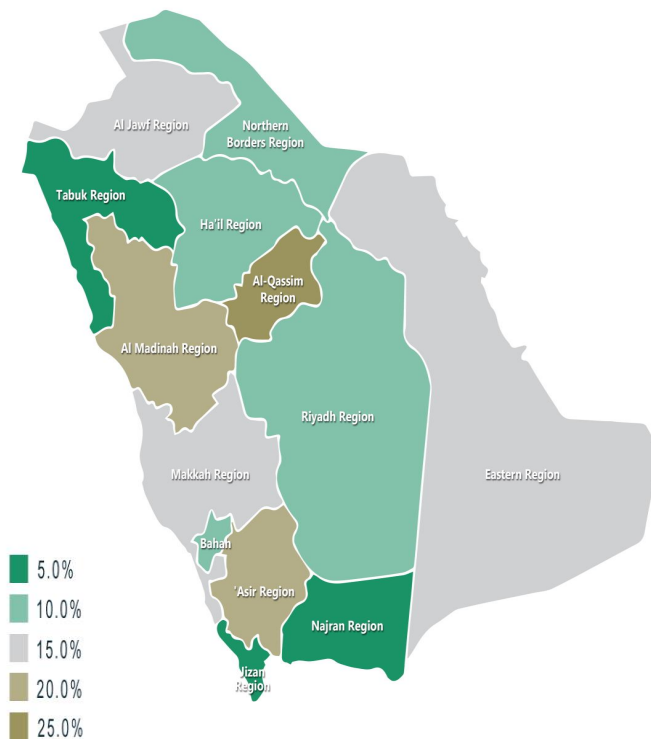 Al Jawf Region
Northern
Borders Region
Tabuk Region
Ha'il Region
Al-Qassim
Region
Al Madinah Region
Riyadh Region
Makkah Region
Eastern Region
Bahah
'Asir Region
Najran Region
Jizan
Region
5.0%
10.0%
15.0%
20.0%
25.0%